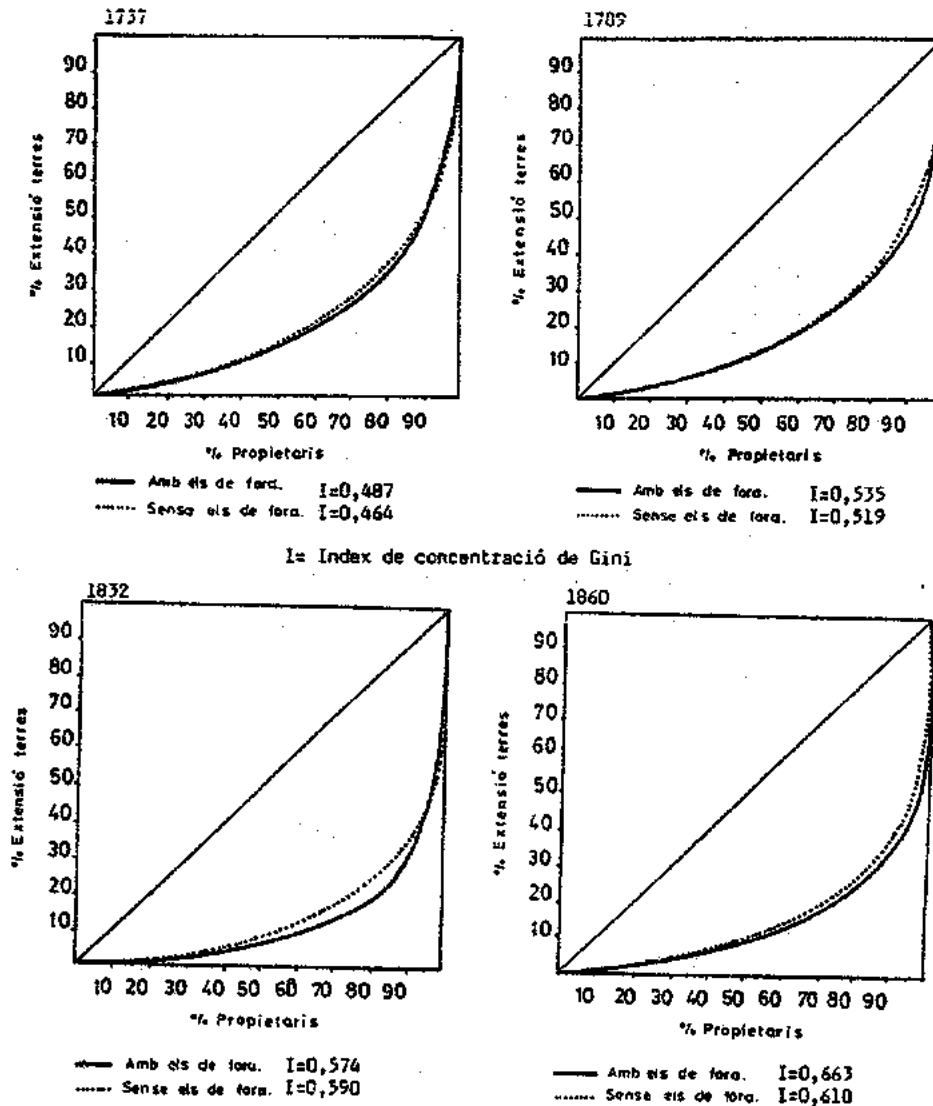 1737
90
80
70
60
50
40
30
20
10
% Extensió terres
10 20 30 40 50 60 70 80 90
% Propietaris
Amb els de fora. I=0,487
Sense els de fora. I=0,464
1789
90
80
70
60
50
40
30
20
10
% Extensió terres
10 20 30 40 50 60 70 80 90
% Propietaris
Amb els de fora. I=0,535
Sense els de fora. I=0,519
I= Index de concentració de Gini
1832
90
80
70
60
50
40
30
20
10
% Extensió terres
10 20 30 40 50 60 70 80 90
% Propietaris
Amb els de fora. I=0,574
Sense els de fora. I=0,590
1860
90
80
70
60
50
40
30
20
10
% Extensió terres
10 20 30 40 50 60 70 80 90
% Propietaris
Amb els de fora. I=0,663
Sense els de fora. I=0,610